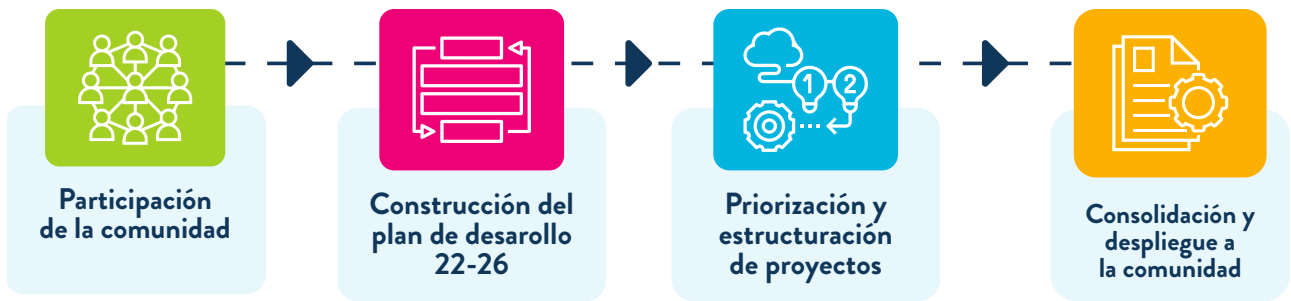 Participación
de la comunidad
Construcción del
plan de desarollo
22-26
1 2
Priorización y
estructuración
de proyectos
Consolidación y
despliegue a
la comunidad